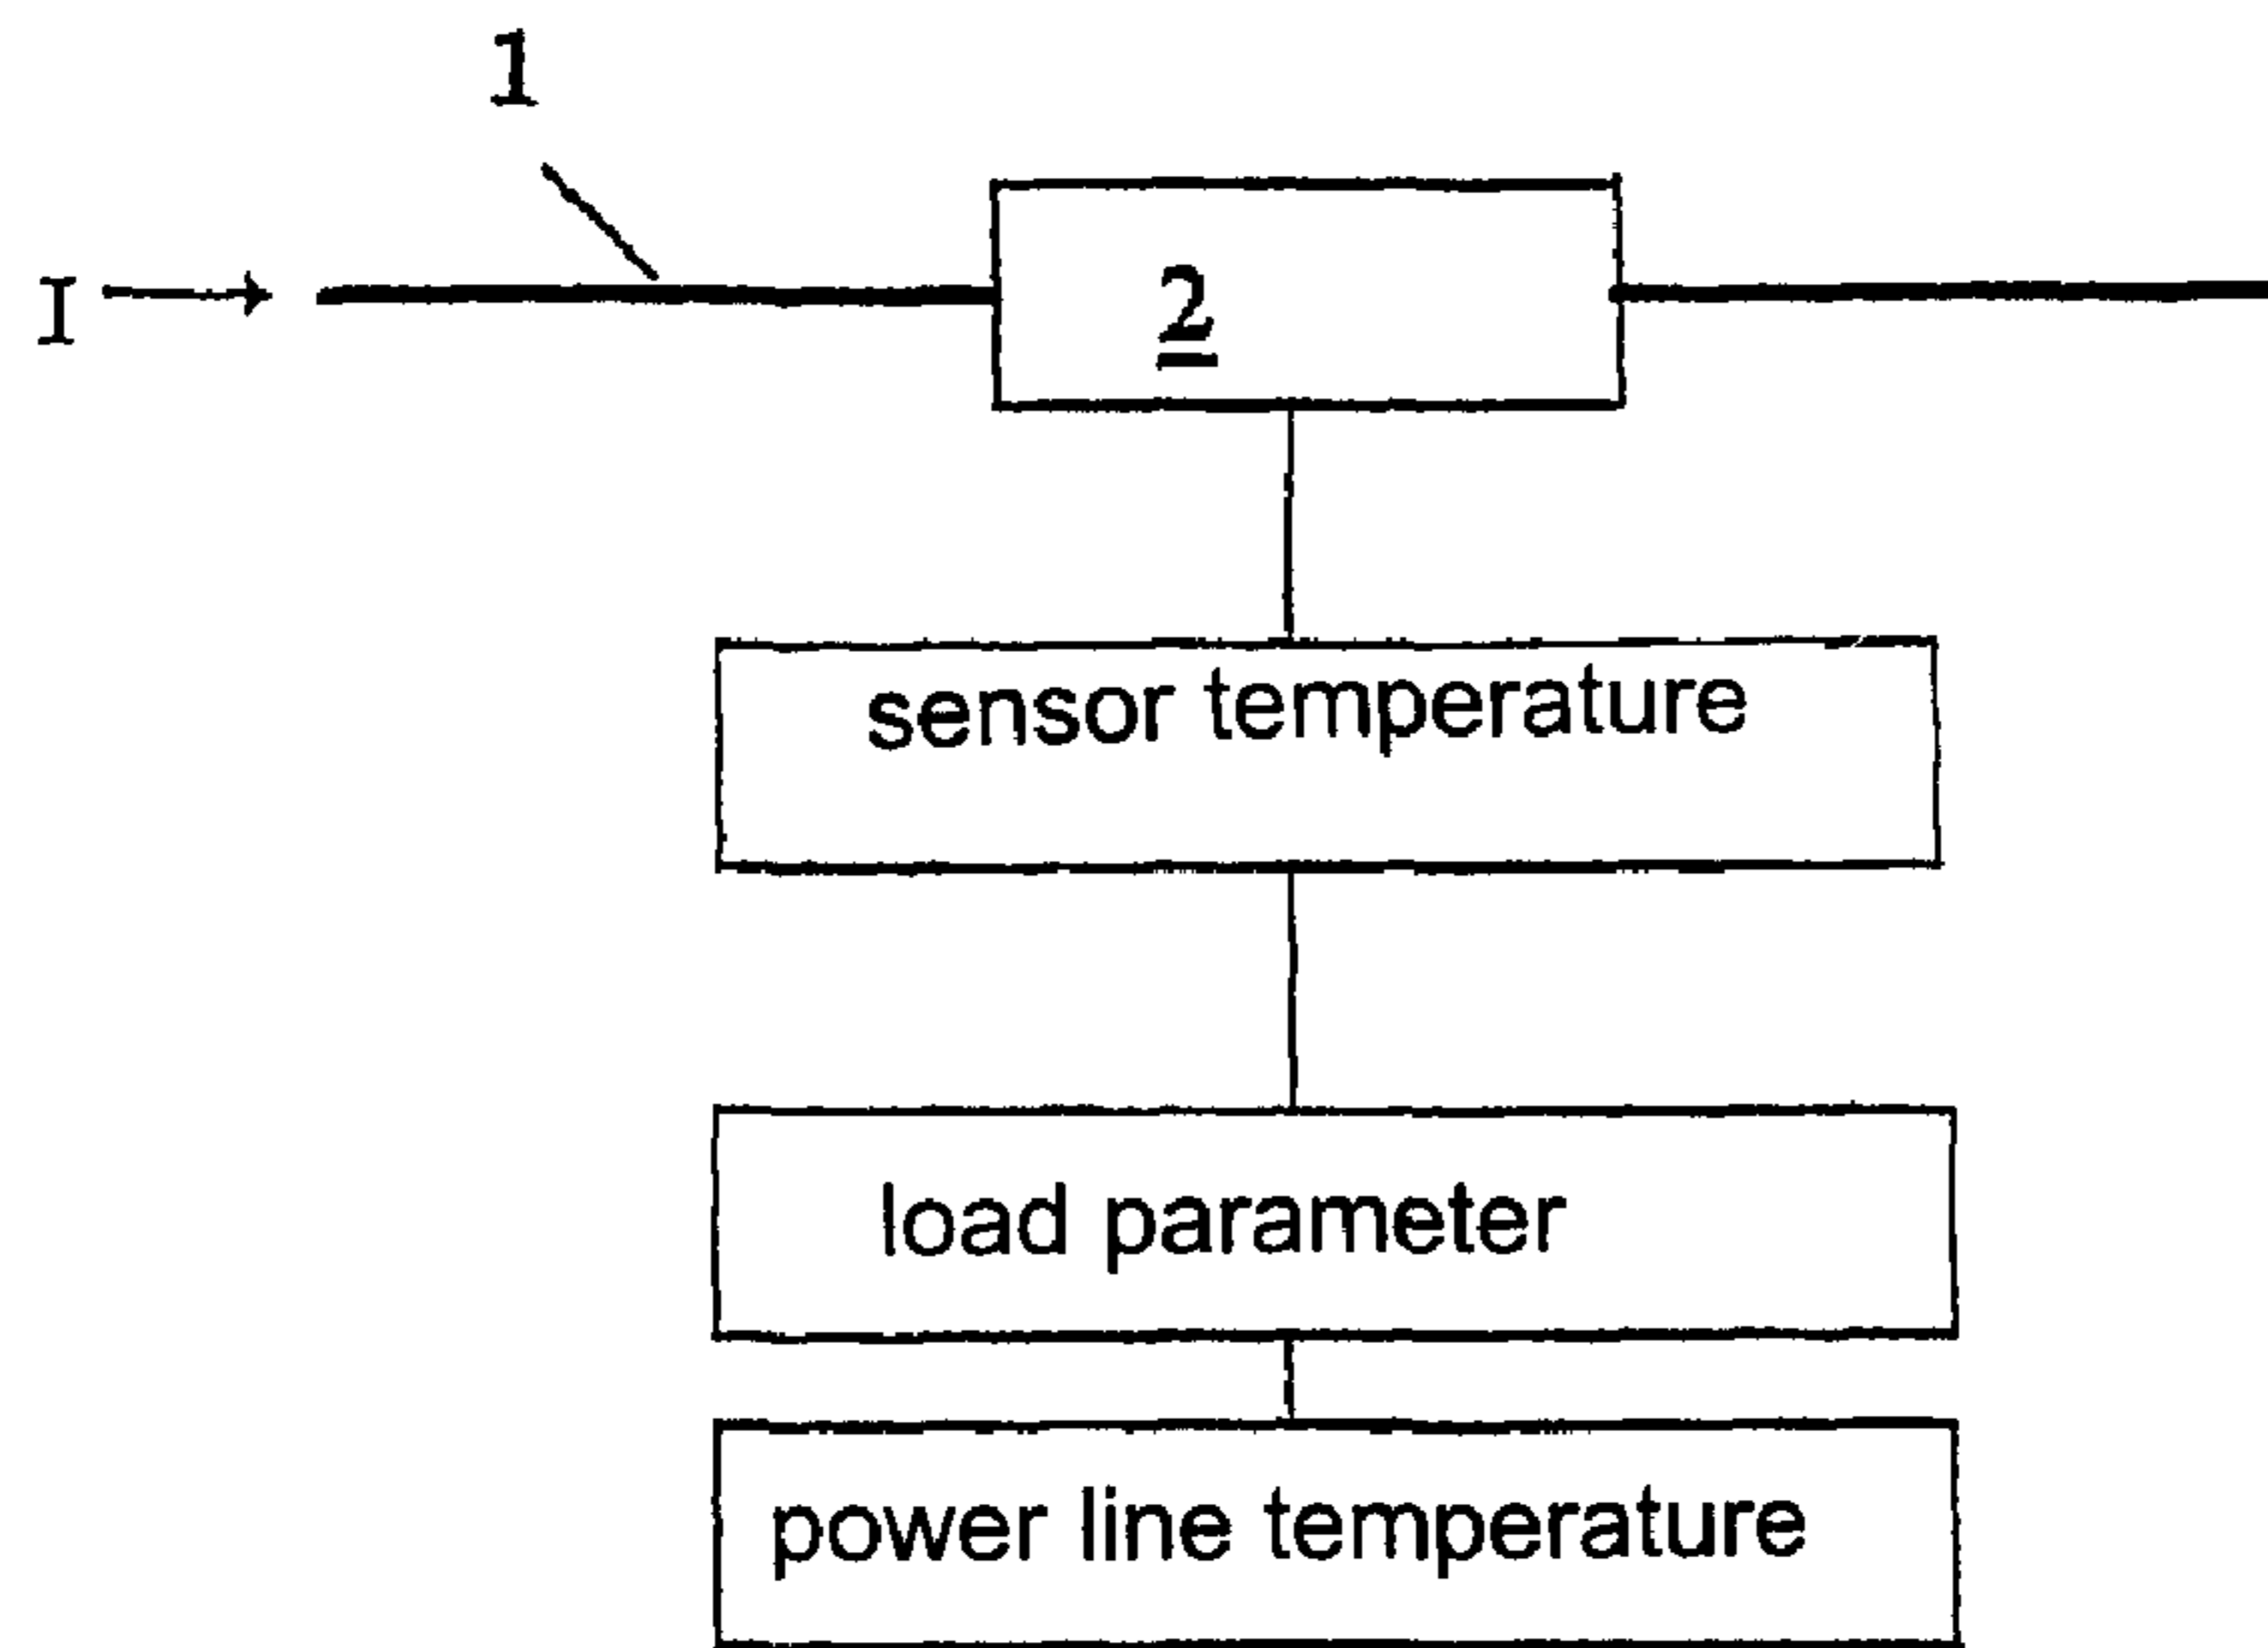 1
I
2
sensor temperature
load parameter
power line temperature